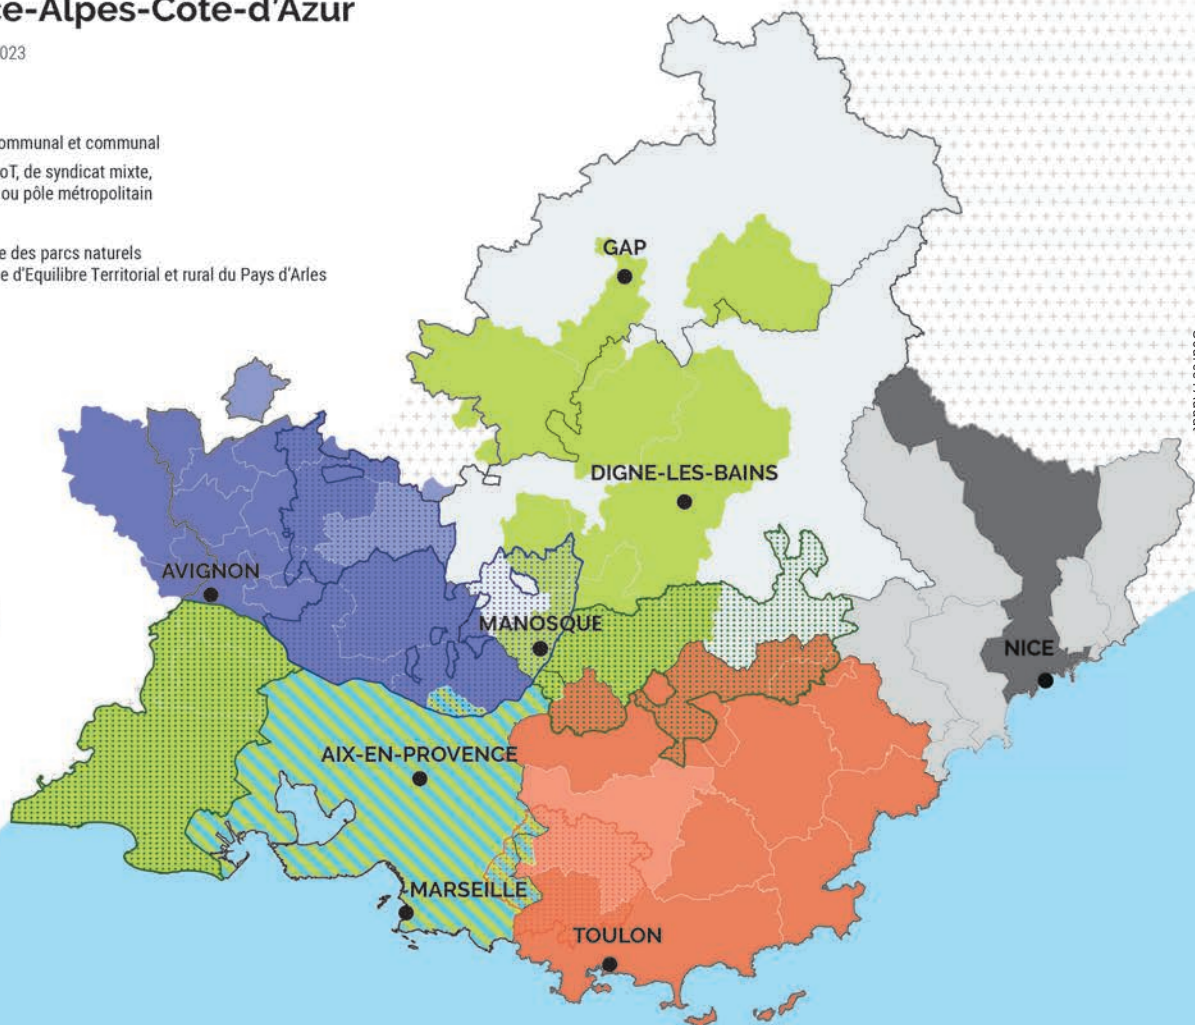 ce-Alpes-Côte-d'Azur
023
ommunal et communal
oT, de syndicat mixte,
ou pôle métropolitain
e des parcs naturels
e d'Equilibre Territorial et rural du Pays d'Arles
GAP
DIGNE-LES-BAINS
AVIGNON
MANOSQUE
NICE
AIX-EN-PROVENCE
MARSEILLE
TOULON